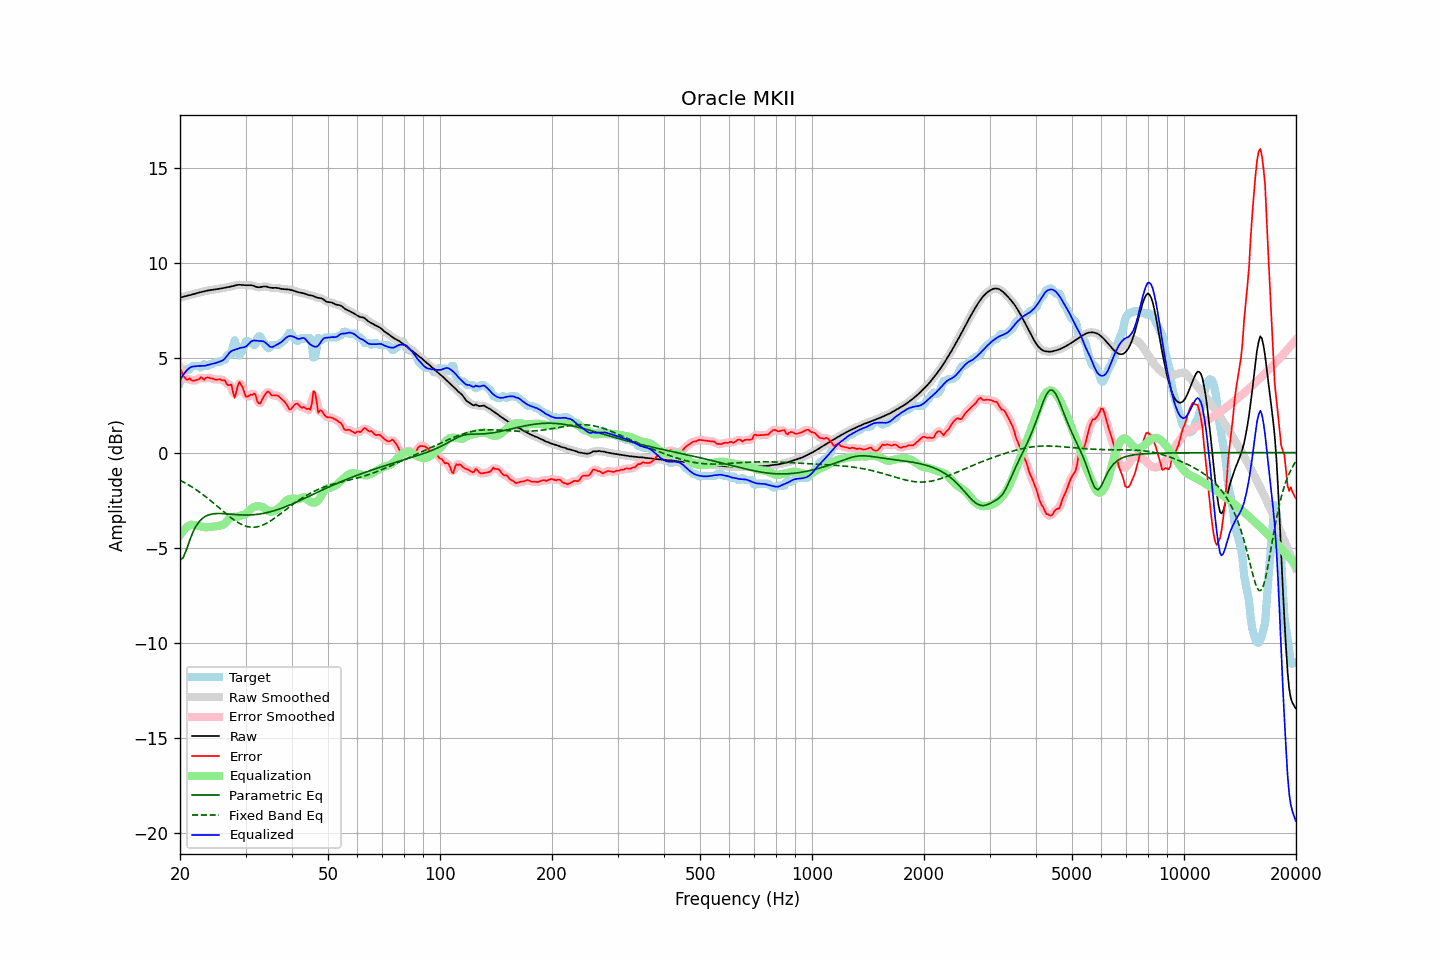 Oracle MKII
Amplitude (dBr)
15
10
5
0
−5
−10
−15
−20
Target
Raw Smoothed
Error Smoothed
Raw
Error
Equalization
Parametric Eq
Fixed Band Eq
Equalized
20 50 100 200 500 1000 2000 5000 10000 20000
Frequency (Hz)